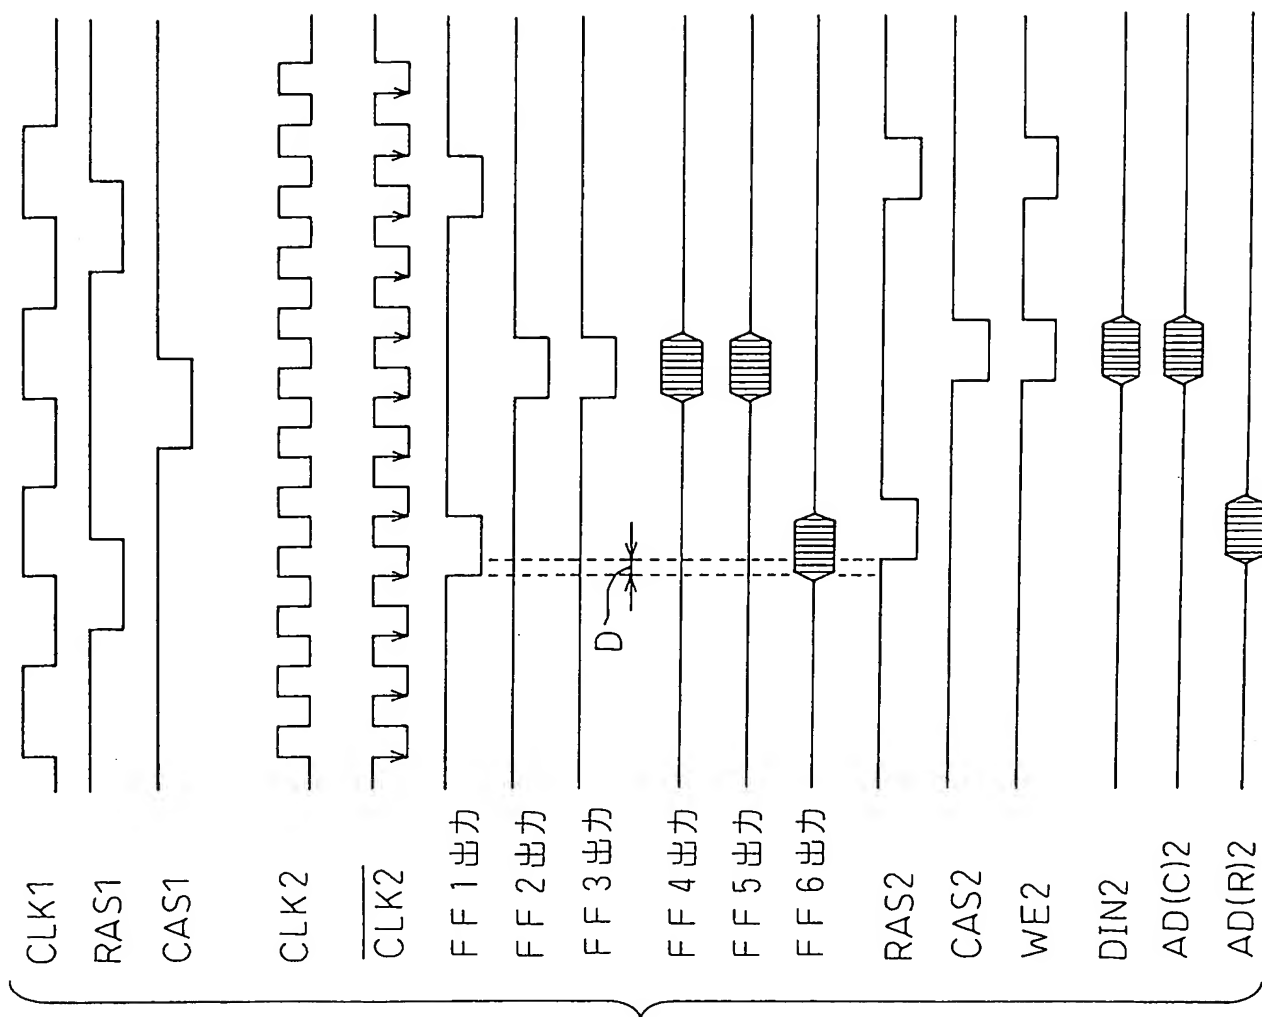 CLK1
RAS1
CAS1
CLK2
C̅L̅K̅2̅
FF1出力
FF2出力
FF3出力
FF4出力
FF5出力
FF6出力
RAS2
CAS2
WE2
DIN2
AD(C)2
AD(R)2
D